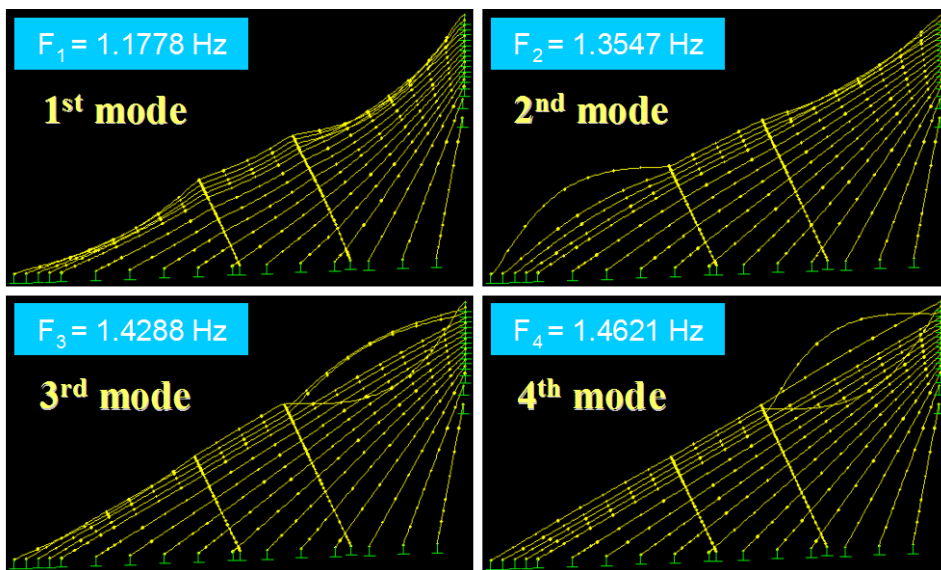 F₁ = 1.1778 Hz
1st mode
F₂ = 1.3547 Hz
2nd mode
F₃ = 1.4288 Hz
3rd mode
F₄ = 1.4621 Hz
4th mode